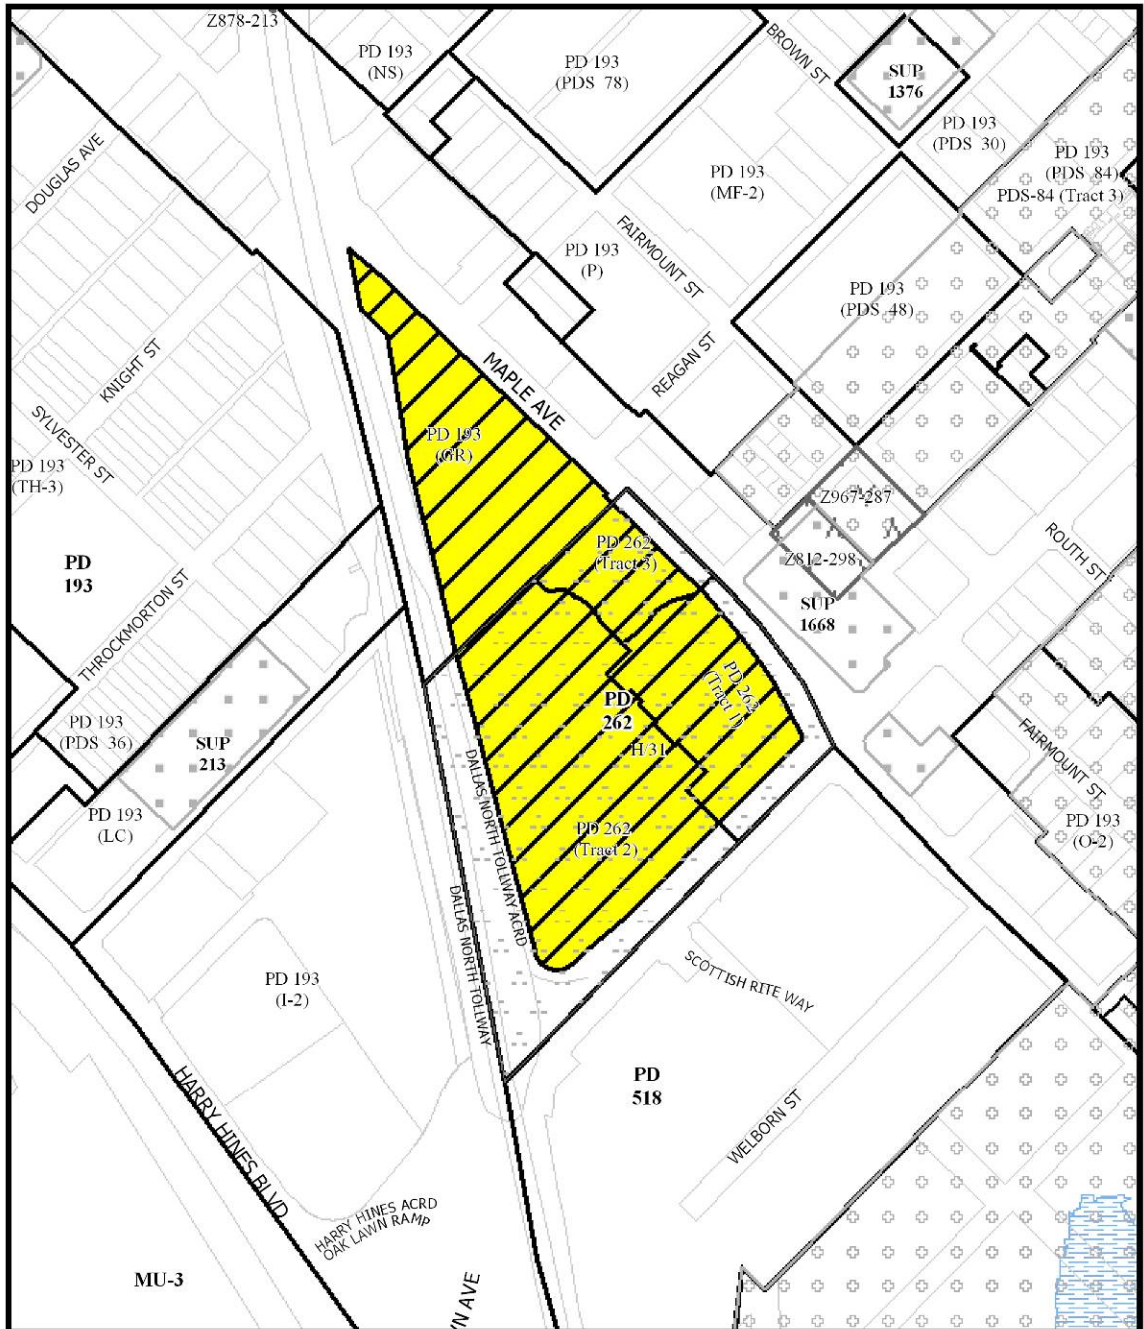 Z878-213
PD 193
(NS)
PD 193
(PDS 78)
BROWN ST
SUP
1376
PD 193
(PDS 30)
PD 193
(PDS 84)
PDS-84 (Tract 3)
DOUGLAS AVE
PD 193
(MF-2)
FAIRMOUNT ST
PD 193
(P)
PD 193
(PDS 48)
KNIGHT ST
MAPLE AVE
REAGAN ST
SYLVESTER ST
PD 193
(TH-3)
PD 193
(GR)
Z967-287
PD 262
(Tract 3)
Z812-298
ROUTH ST
PD
193
SUP
1668
THROCKMORTON ST
PD 262
(Tract 1)
PD
262
H/31
PD 193
(PDS 36)
SUP
213
FAIRMOUNT ST
PD 193
(LC)
DALLAS NORTH TOLLWAY ACRD
PD 262
(Tract 2)
PD 193
(O-2)
DALLAS NORTH TOLLWAY
PD 193
(I-2)
SCOTTISH RITE WAY
PD
518
HARRY HINES BLVD
WELBORN ST
HARRY HINES ACRD
OAK LAWN RAMP
MU-3
WN AVE